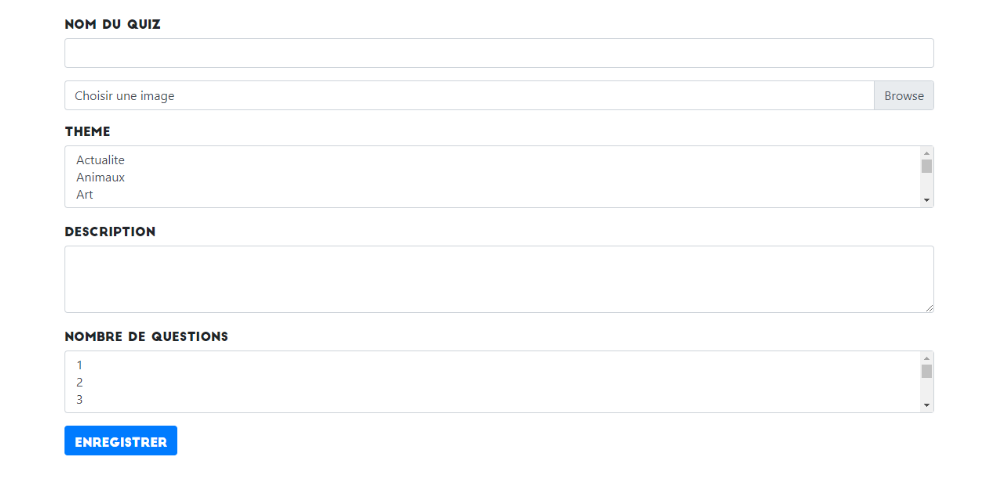 NOM DU QUIZ
Choisir une image Browse
THEME
Actualite
Animaux
Art
DESCRIPTION
NOMBRE DE QUESTIONS
1
2
3
ENREGISTRER